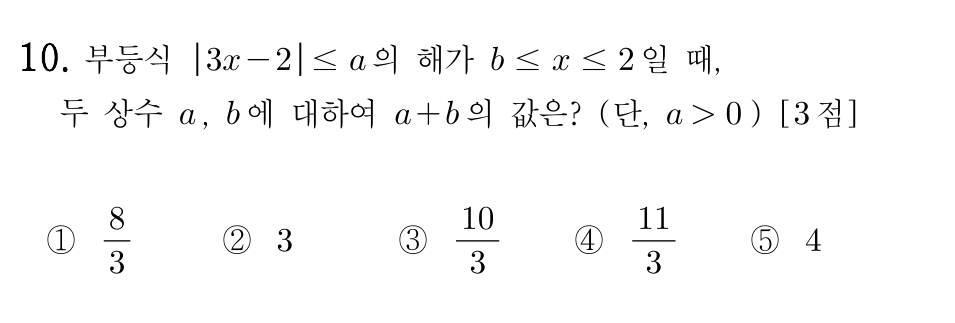 10. 부등식 |3x-2| ≤ a의 해가 b ≤ x ≤ 2일 때,
두 상수 a, b에 대하여 a+b의 값은? (단, a > 0) [3점]
① 8/3 ② 3 ③ 10/3 ④ 11/3 ⑤ 4